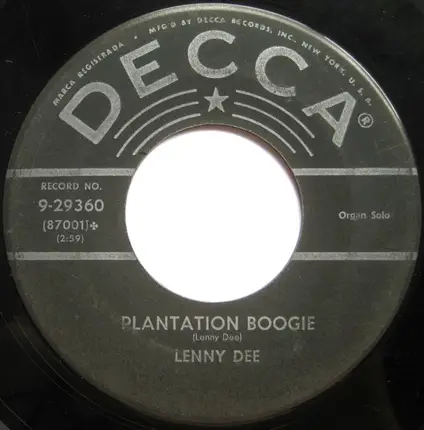 MARCA REGISTRADA • MFG'D BY DECCA RECORDS, INC., NEW YORK, U. S. A.
DECCA®
RECORD NO.
9-29360
(87001)✤
(2:59)
Organ Solo
PLANTATION BOOGIE
(Lenny Dee)
LENNY DEE